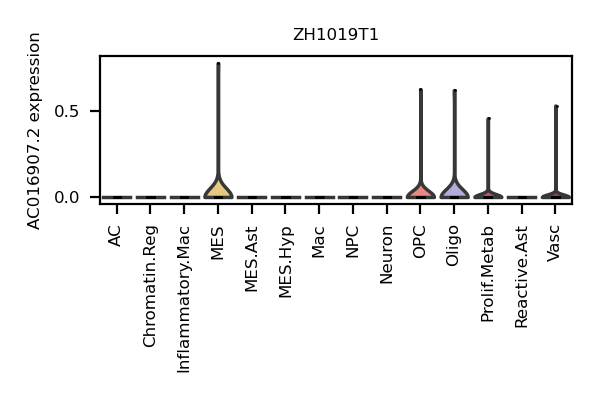 ZH1019T1
AC016907.2 expression
0.5
0.0
AC
Chromatin.Reg
Inflammatory.Mac
MES
MES.Ast
MES.Hyp
Mac
NPC
Neuron
OPC
Oligo
Prolif.Metab
Reactive.Ast
Vasc